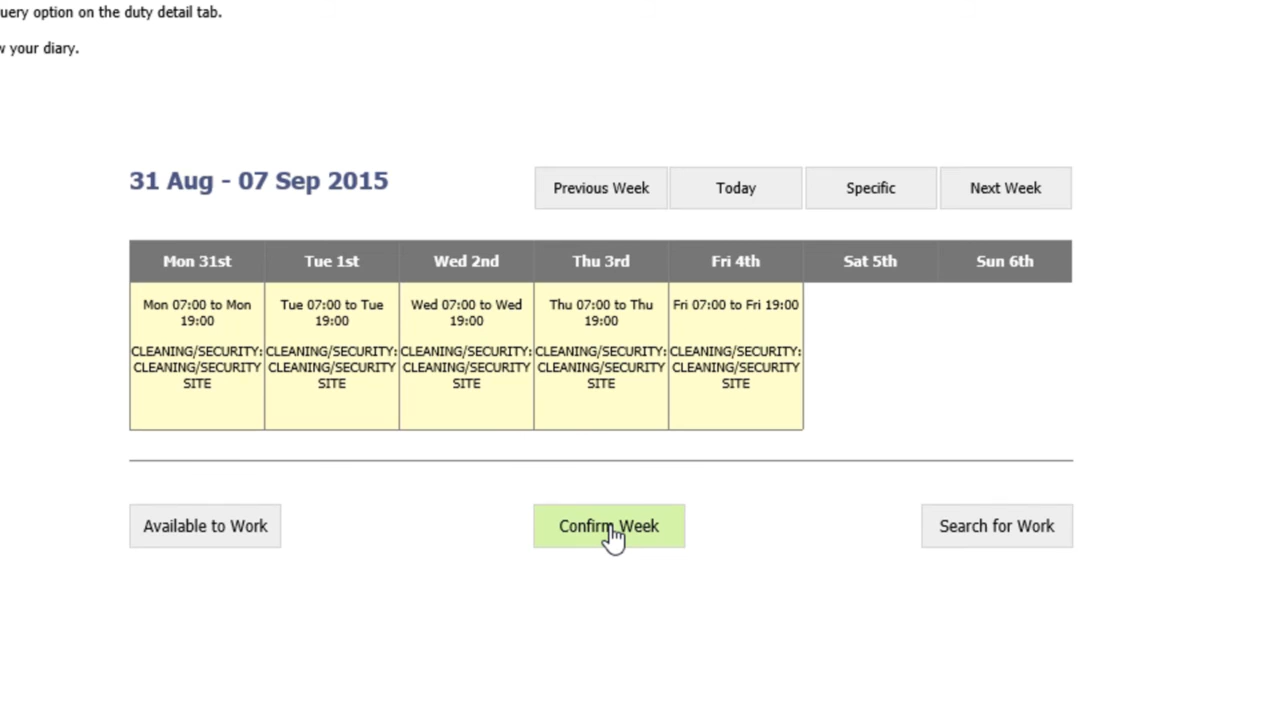 uery option on the duty detail tab.
your diary.
31 Aug - 07 Sep 2015
Previous Week
Today
Specific
Next Week
Mon 31st
Tue 1st
Wed 2nd
Thu 3rd
Fri 4th
Sat 5th
Sun 6th
Mon 07:00 to Mon
19:00
CLEANING/SECURITY:
CLEANING/SECURITY
SITE
Tue 07:00 to Tue
19:00
CLEANING/SECURITY:
CLEANING/SECURITY
SITE
Wed 07:00 to Wed
19:00
CLEANING/SECURITY:
CLEANING/SECURITY
SITE
Thu 07:00 to Thu
19:00
CLEANING/SECURITY:
CLEANING/SECURITY
SITE
Fri 07:00 to Fri 19:00
CLEANING/SECURITY:
CLEANING/SECURITY
SITE
Available to Work
Confirm Week
Search for Work